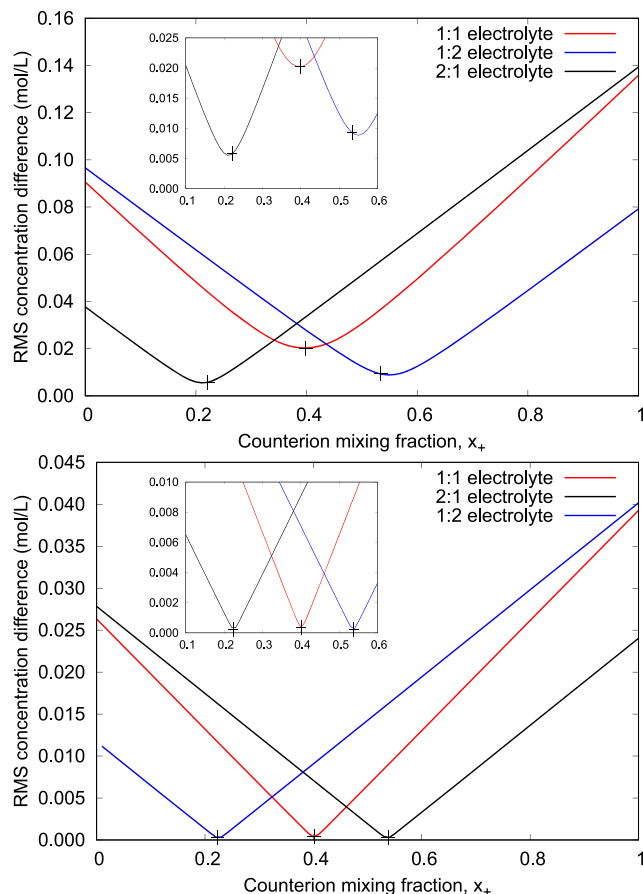 RMS concentration difference (mol/L)
0.16
0.14
0.12
0.10
0.08
0.06
0.04
0.02
0.00
1:1 electrolyte
1:2 electrolyte
2:1 electrolyte
0.025
0.020
0.015
0.010
0.005
0.000
0.1 0.2 0.3 0.4 0.5 0.6
0 0.2 0.4 0.6 0.8 1
Counterion mixing fraction, x₊
RMS concentration difference (mol/L)
0.045
0.040
0.035
0.030
0.025
0.020
0.015
0.010
0.005
0.000
1:1 electrolyte
2:1 electrolyte
1:2 electrolyte
0.010
0.008
0.006
0.004
0.002
0.000
0.1 0.2 0.3 0.4 0.5 0.6
0 0.2 0.4 0.6 0.8 1
Counterion mixing fraction, x₊